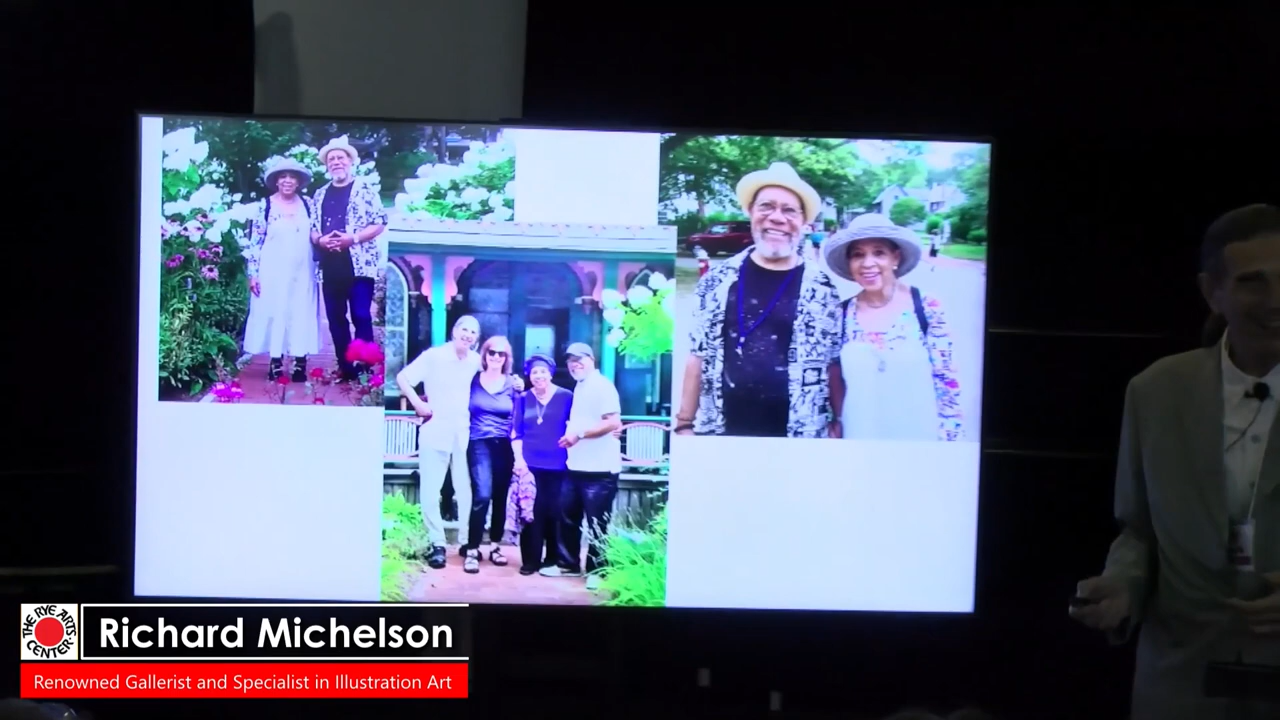 THE RYE ARTS CENTER
Richard Michelson
Renowned Gallerist and Specialist in Illustration Art